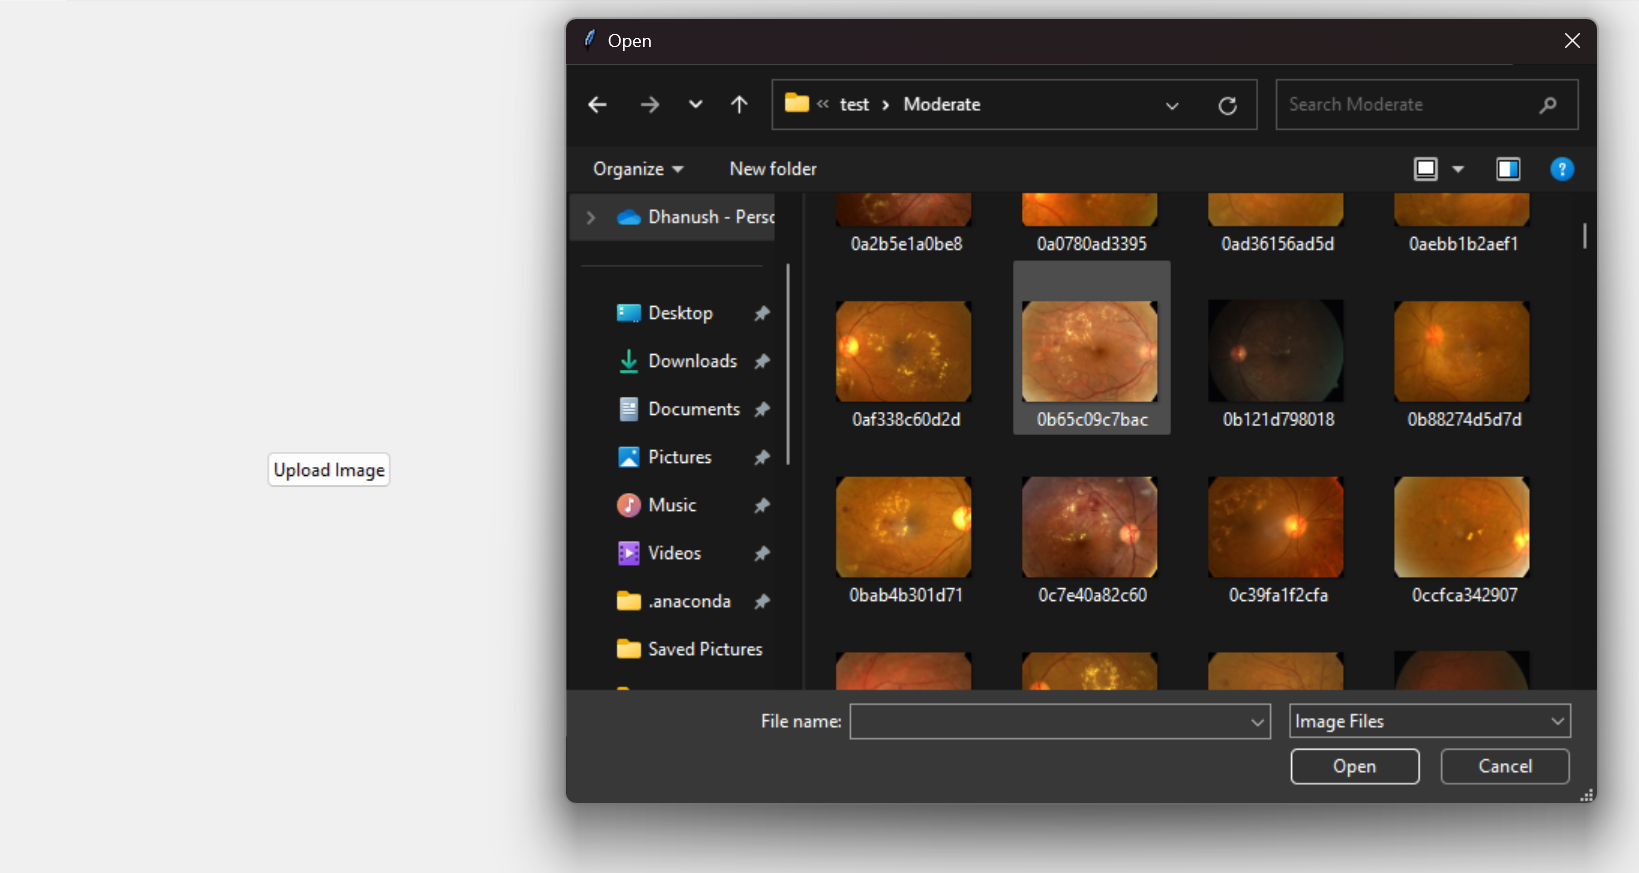 Open
« test › Moderate
Search Moderate
Organize
New folder
?
Dhanush - Perso
Desktop
Downloads
Documents
Pictures
Music
Videos
.anaconda
Saved Pictures
0a2b5e1a0be8
0a0780ad3395
0ad36156ad5d
0aebb1b2aef1
0af338c60d2d
0b65c09c7bac
0b121d798018
0b88274d5d7d
0bab4b301d71
0c7e40a82c60
0c39fa1f2cfa
0ccfca342907
Upload Image
File name:
Image Files
Open
Cancel